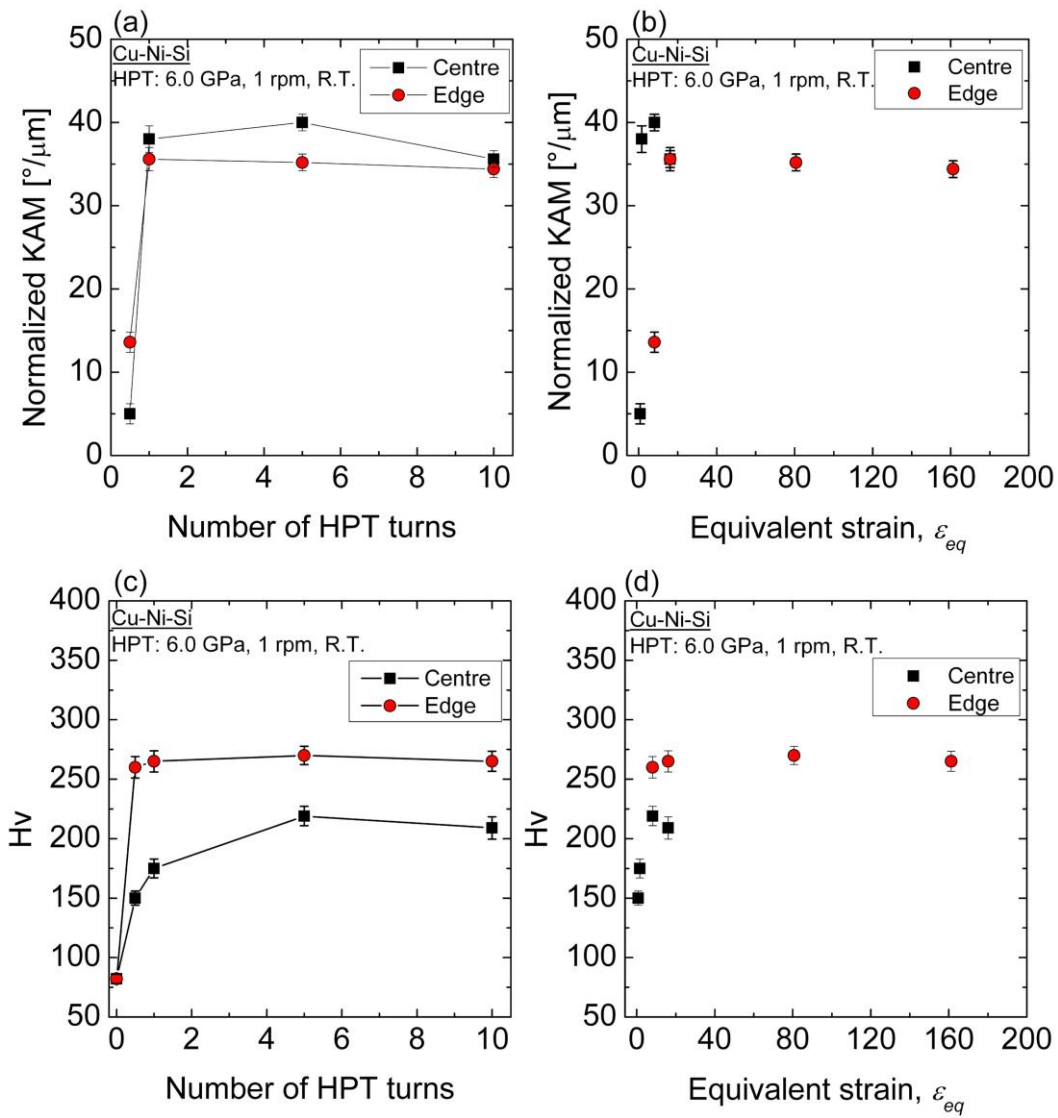 (a)
Cu-Ni-Si
HPT: 6.0 GPa, 1 rpm, R.T.
Centre
Edge
Normalized KAM [°/μm]
50
40
30
20
10
0
0 2 4 6 8 10
Number of HPT turns
(b)
Cu-Ni-Si
HPT: 6.0 GPa, 1 rpm, R.T.
Centre
Edge
Normalized KAM [°/μm]
50
40
30
20
10
0
0 40 80 120 160 200
Equivalent strain, εeq
(c)
Cu-Ni-Si
HPT: 6.0 GPa, 1 rpm, R.T.
Centre
Edge
Hv
400
350
300
250
200
150
100
50
0 2 4 6 8 10
Number of HPT turns
(d)
Cu-Ni-Si
HPT: 6.0 GPa, 1 rpm, R.T.
Centre
Edge
Hv
400
350
300
250
200
150
100
50
0 40 80 120 160 200
Equivalent strain, εeq